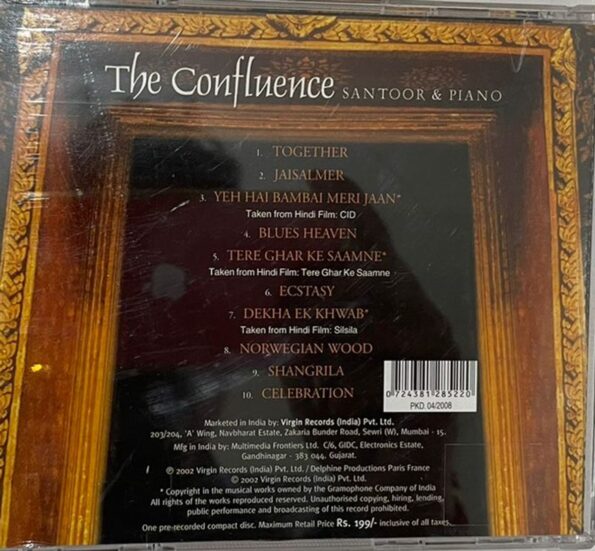 The Confluence SANTOOR & PIANO
1. TOGETHER
2. JAISALMER
3. YEH HAI BAMBAI MERI JAAN*
Taken from Hindi Film: CID
4. BLUES HEAVEN
5. TERE GHAR KE SAAMNE*
Taken from Hindi Film: Tere Ghar Ke Saamne
6. ECSTASY
7. DEKHA EK KHWAB*
Taken from Hindi Film: Silsila
8. NORWEGIAN WOOD
9. SHANGRILA
10. CELEBRATION
0 724381 285220
PKD. 04/2008
Marketed in India by: Virgin Records (India) Pvt. Ltd.
203/204, 'A' Wing, Navbharat Estate, Zakaria Bunder Road, Sewri (W), Mumbai - 15.
Mfg in India by: Multimedia Frontiers Ltd. C/6, GIDC, Electronics Estate,
Gandhinagar - 383 044. Gujarat.
℗ 2002 Virgin Records (India) Pvt. Ltd. / Delphine Productions Paris France
© 2002 Virgin Records (India) Pvt. Ltd.
* Copyright in the musical works owned by the Gramophone Company of India
All rights of the works reproduced reserved. Unauthorised copying, hiring, lending,
public performance and broadcasting of this record prohibited.
One pre-recorded compact disc. Maximum Retail Price Rs. 199/- inclusive of all taxes.